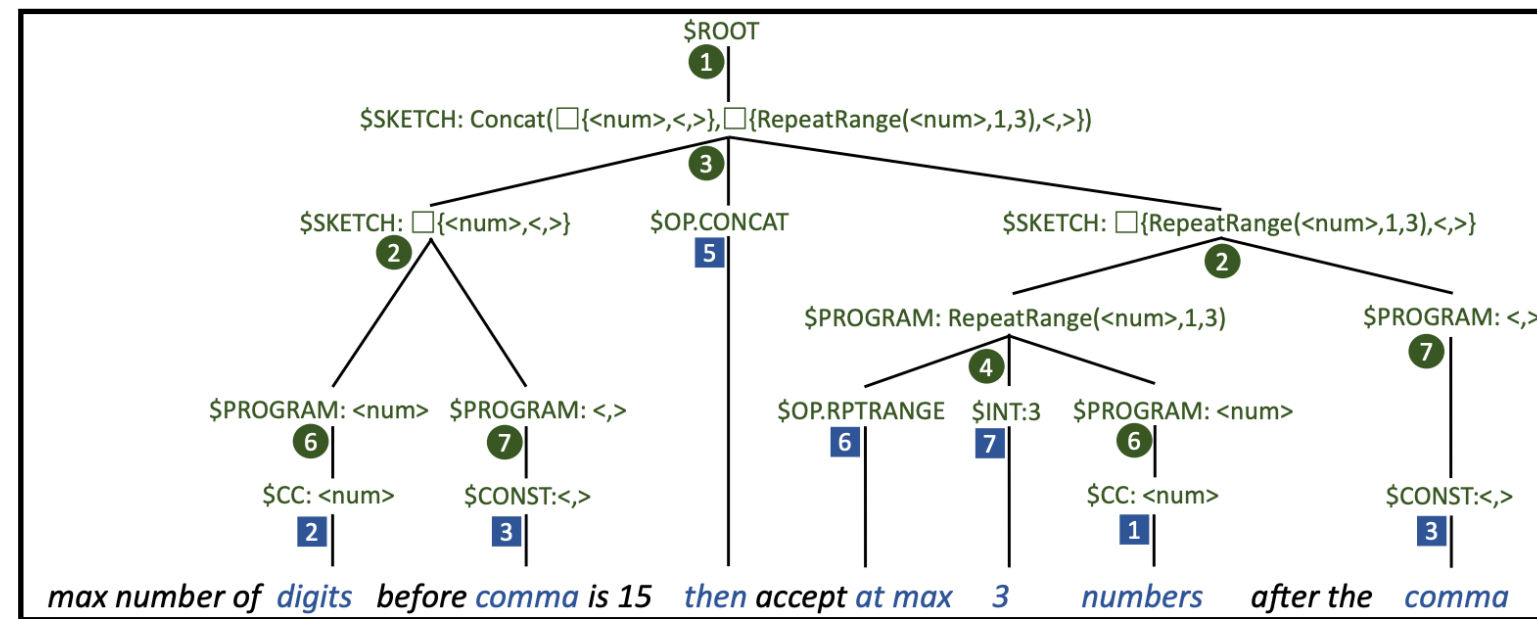 $ROOT
1
$SKETCH: Concat(□{<num>,<,>},□{RepeatRange(<num>,1,3),<,>})
3
$SKETCH: □{<num>,<,>} $OP.CONCAT $SKETCH: □{RepeatRange(<num>,1,3),<,>}
2 5 2
$PROGRAM: RepeatRange(<num>,1,3) $PROGRAM: <,>
4 7
$PROGRAM: <num> $PROGRAM: <,> $OP.RPTRANGE $INT:3 $PROGRAM: <num>
6 7 6 7 6
$CC: <num> $CONST:<,> $CC: <num> $CONST:<,>
2 3 1 3
max number of digits before comma is 15 then accept at max 3 numbers after the comma